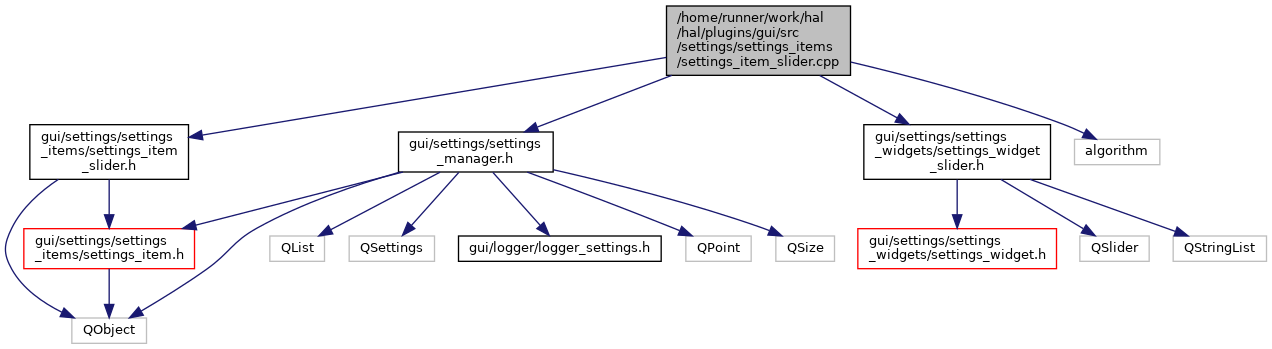 /home/runner/work/hal
/hal/plugins/gui/src
/settings/settings_items
/settings_item_slider.cpp
gui/settings/settings
_items/settings_item
_slider.h
gui/settings/settings
_manager.h
gui/settings/settings
_widgets/settings_widget
_slider.h
algorithm
gui/settings/settings
_items/settings_item.h
QList
QSettings
gui/logger/logger_settings.h
QPoint
QSize
gui/settings/settings
_widgets/settings_widget.h
QSlider
QStringList
QObject